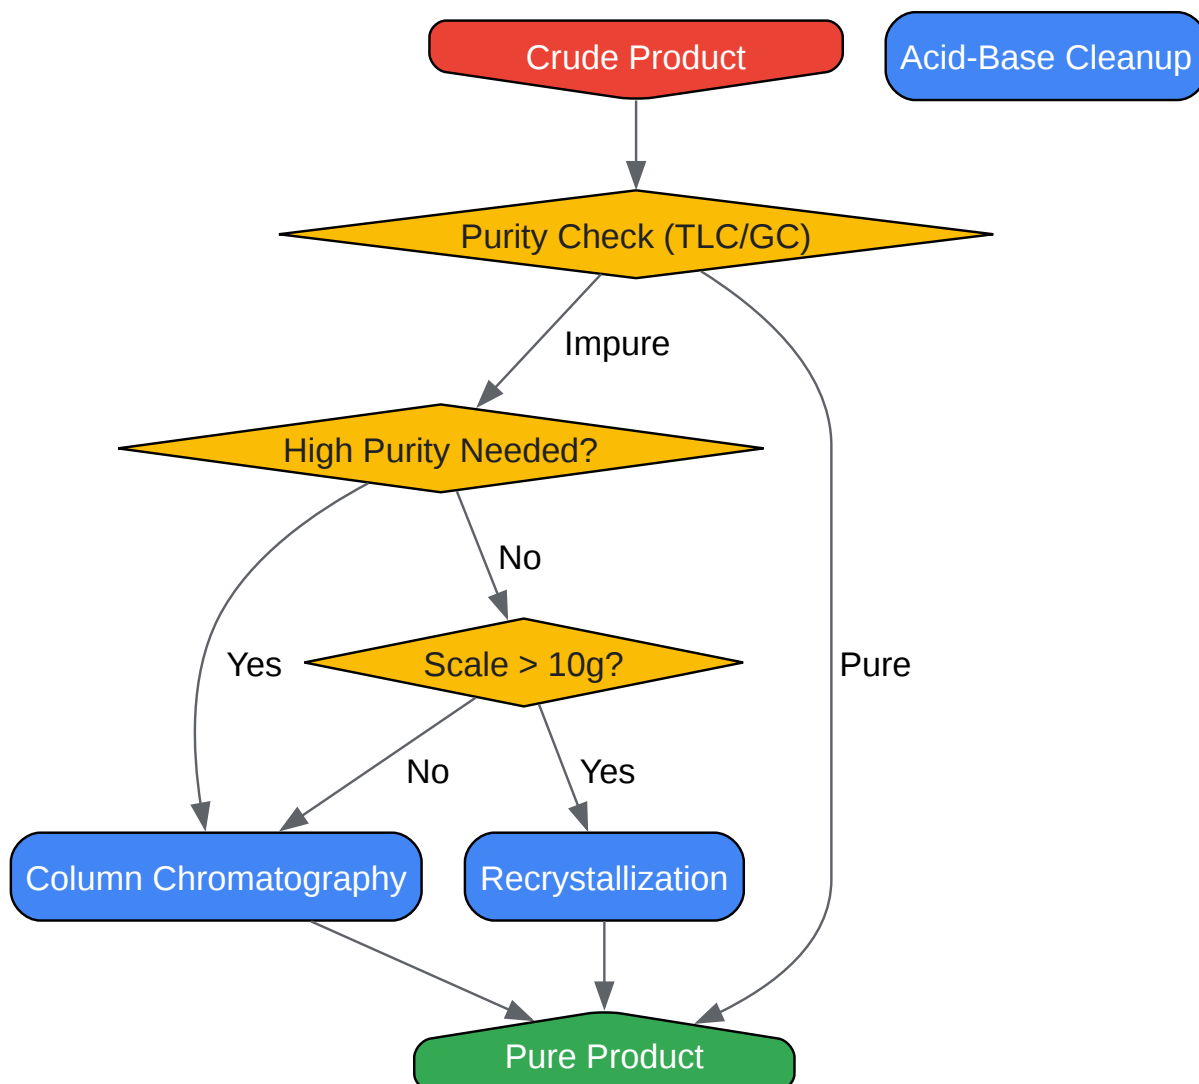 Crude Product
Acid-Base Cleanup
Purity Check (TLC/GC)
Impure
High Purity Needed?
No
Yes
Scale > 10g?
Pure
No
Yes
Column Chromatography
Recrystallization
Pure Product